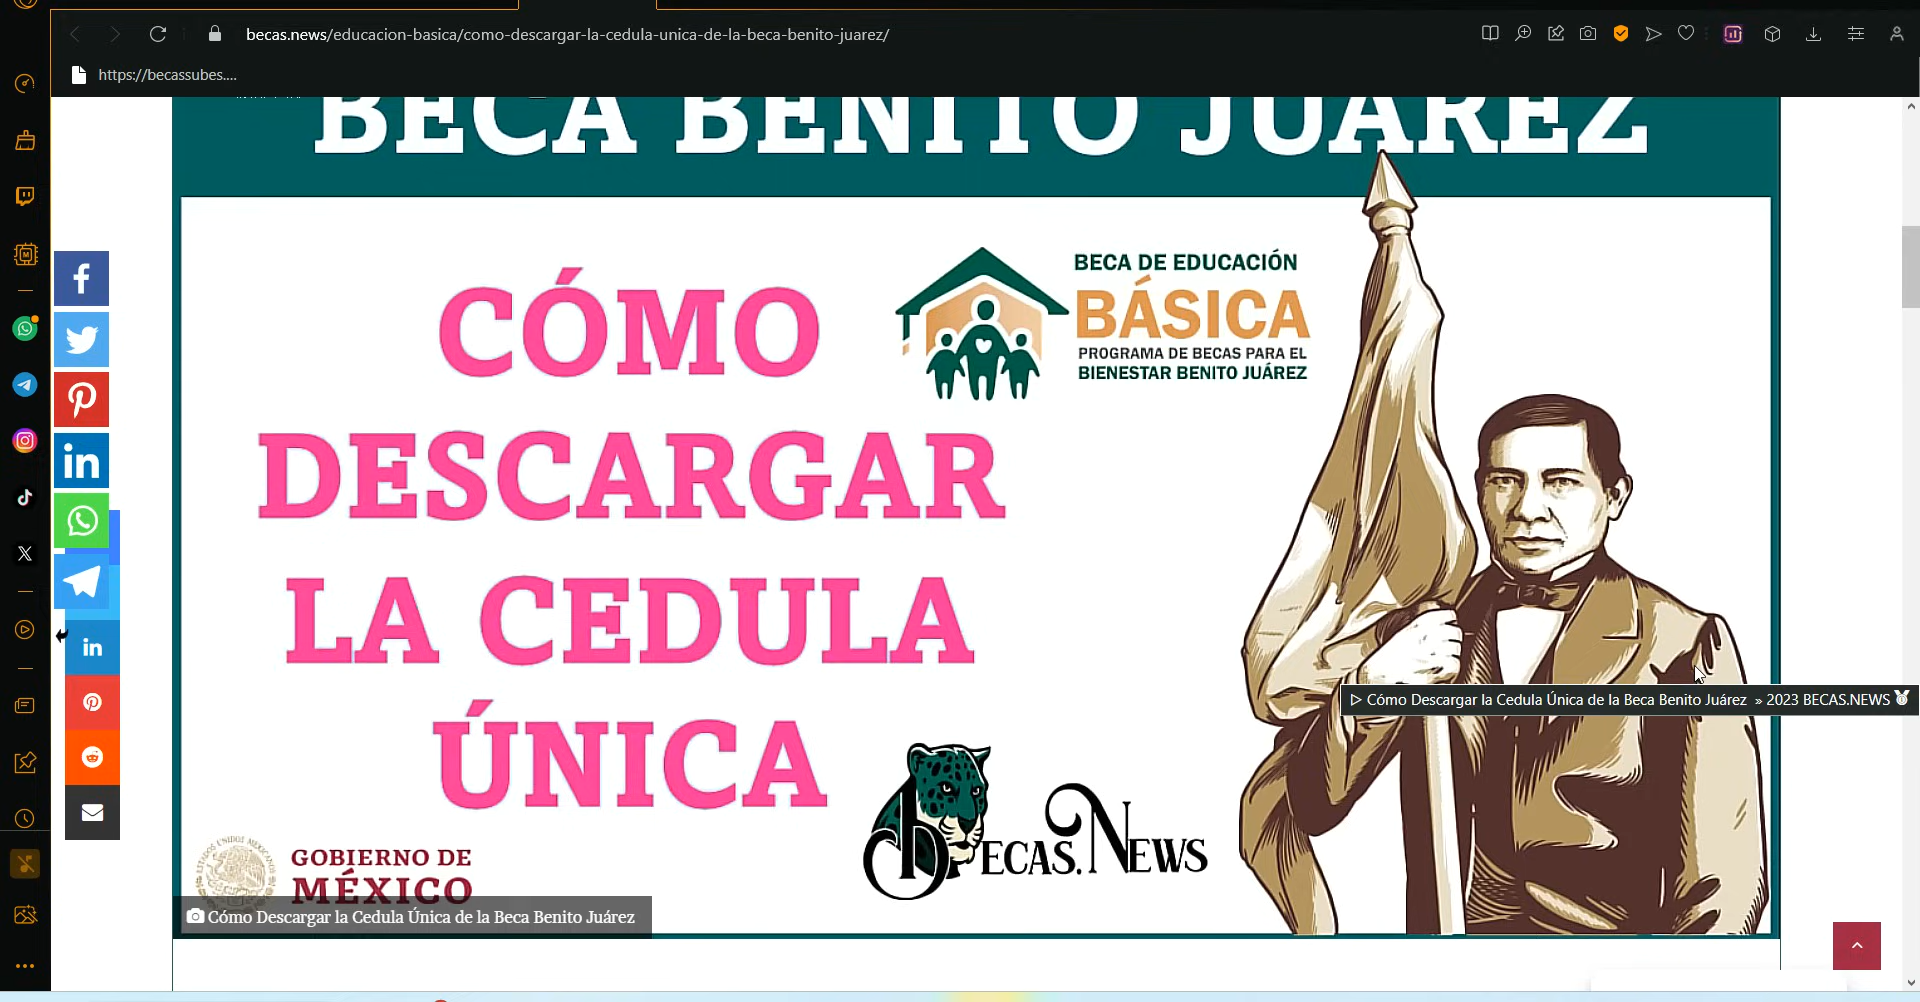 becas.news/educacion-basica/como-descargar-la-cedula-unica-de-la-beca-benito-juarez/
https://becassubes....
BECA BENITO JUÁREZ
CÓMO
DESCARGAR
LA CEDULA
ÚNICA
BECA DE EDUCACIÓN
BÁSICA
PROGRAMA DE BECAS PARA EL
BIENESTAR BENITO JUÁREZ
▷ Cómo Descargar la Cedula Única de la Beca Benito Juárez » 2023 BECAS.NEWS
BECAS.NEWS
GOBIERNO DE
MÉXICO
Cómo Descargar la Cedula Única de la Beca Benito Juárez